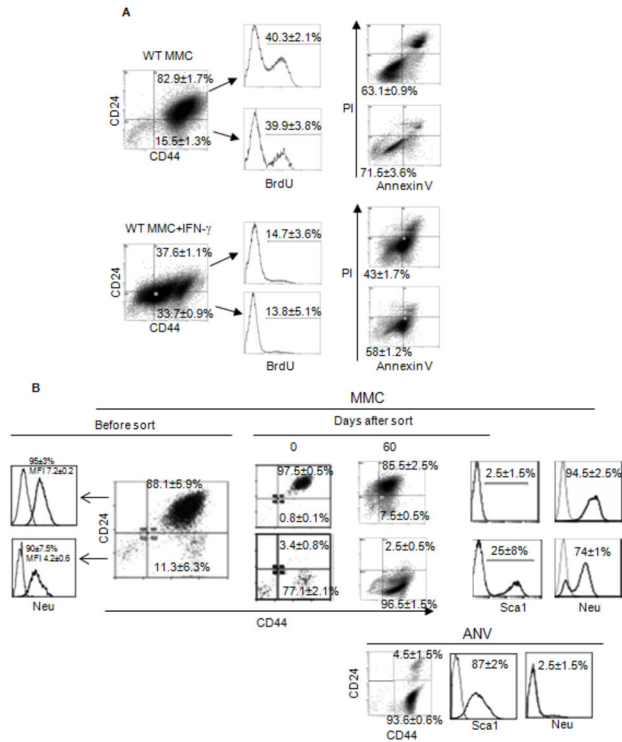 A
WT MMC
82.9±1.7%
15.5±1.3%
CD24
CD44
40.3±2.1%
39.9±3.8%
BrdU
63.1±0.9%
71.5±3.6%
PI
Annexin V
WT MMC+IFN-γ
37.6±1.1%
33.7±0.9%
CD24
CD44
14.7±3.6%
13.8±5.1%
BrdU
43±1.7%
58±1.2%
PI
Annexin V
B
MMC
Before sort
Days after sort
0 60
95±3%
MFI 7.2±0.2
90±7.5%
MFI 4.2±0.6
Neu
88.1±5.9%
11.3±6.3%
CD24
97.5±0.5%
0.8±0.1%
85.5±2.5%
7.5±0.5%
2.5±1.5%
94.5±2.5%
3.4±0.8%
77.1±2.1%
2.5±0.5%
96.5±1.5%
25±8%
74±1%
Sca1
Neu
CD44
ANV
4.5±1.5%
93.6±0.6%
CD24
CD44
87±2%
Sca1
2.5±1.5%
Neu